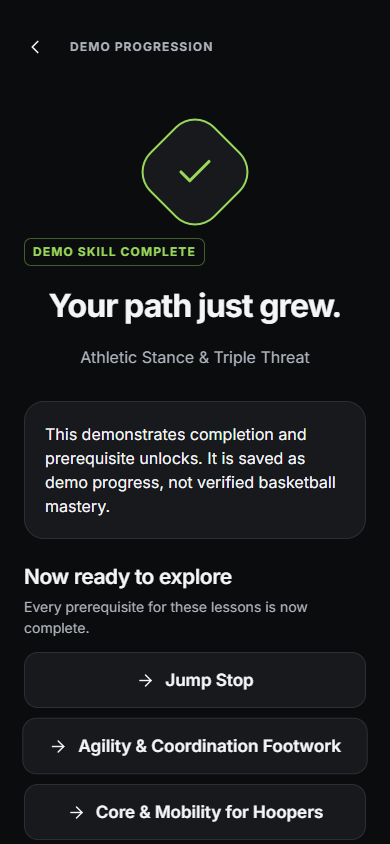 DEMO PROGRESSION
DEMO SKILL COMPLETE
Your path just grew.
Athletic Stance & Triple Threat
This demonstrates completion and
prerequisite unlocks. It is saved as
demo progress, not verified basketball
mastery.
Now ready to explore
Every prerequisite for these lessons is now
complete.
Jump Stop
Agility & Coordination Footwork
Core & Mobility for Hoopers